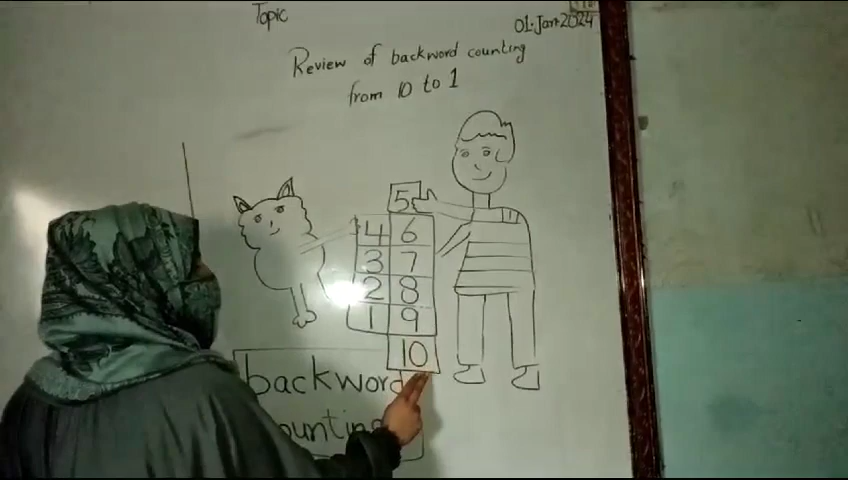 Topic
01.Jan.2024
Review of backword counting
from 10 to 1
5
4 6
3 7
2 8
1 9
10
backword
ounting